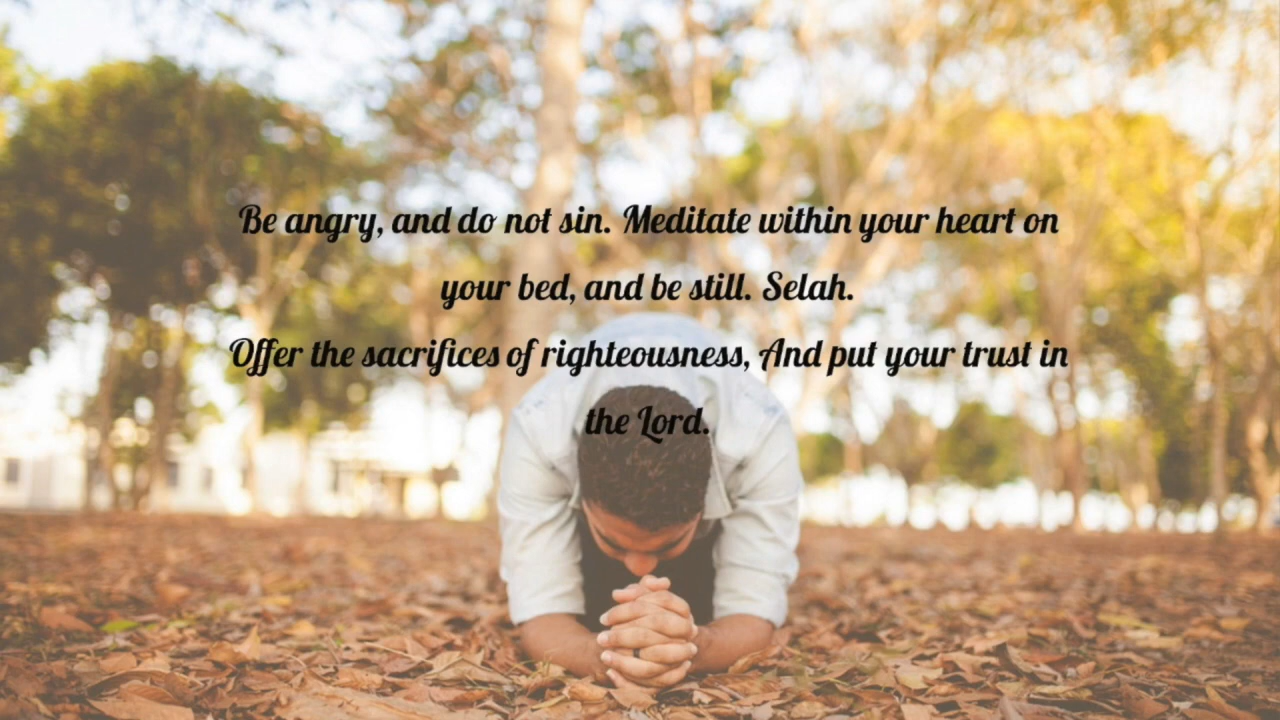 Be angry, and do not sin. Meditate within your heart on
your bed, and be still. Selah.
Offer the sacrifices of righteousness, And put your trust in
the Lord.